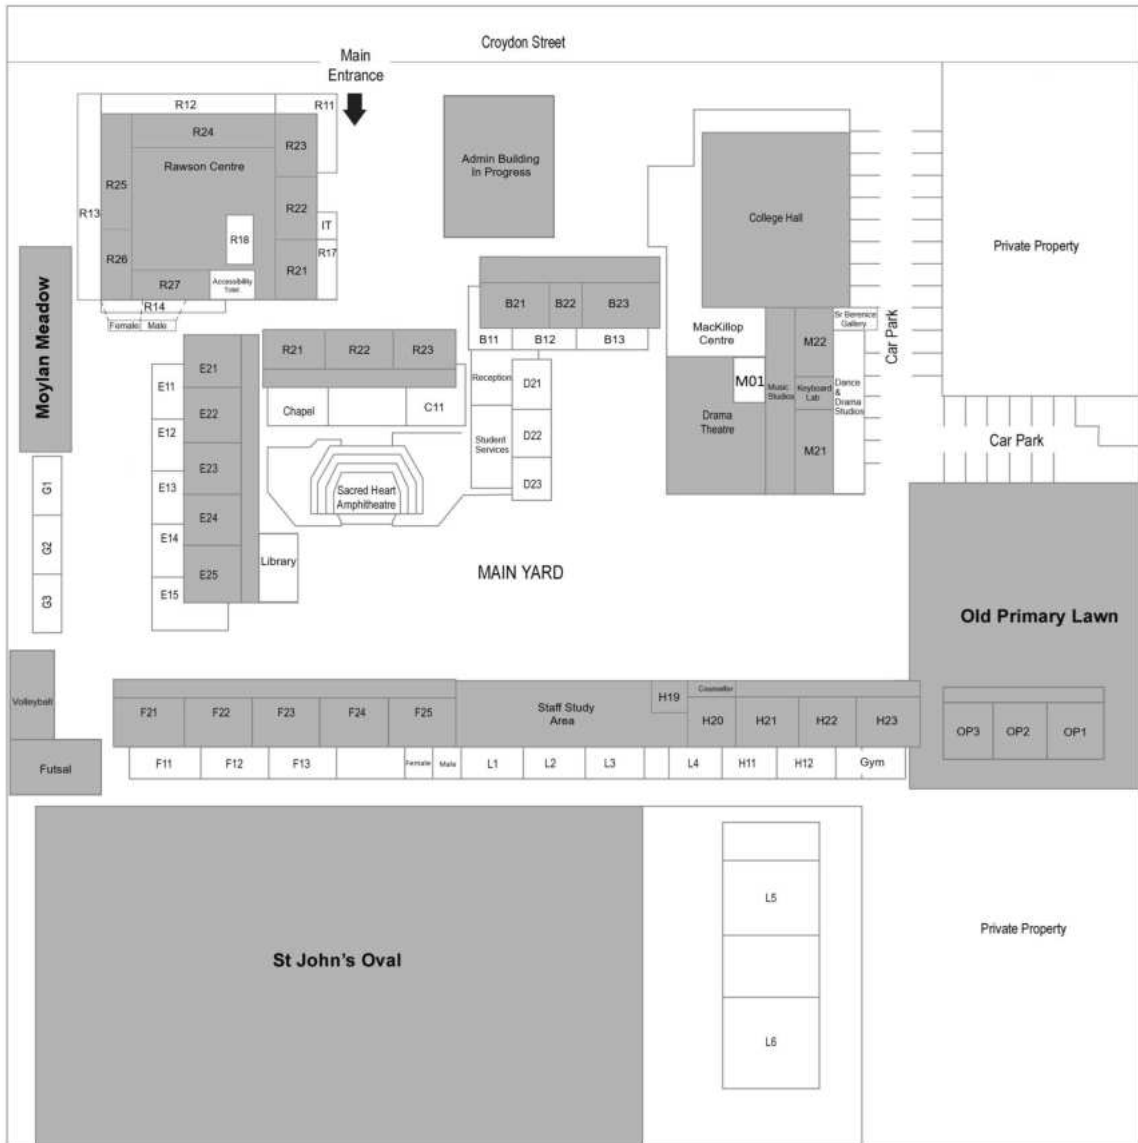 Croydon Street
Main
Entrance
R12
R11
R24
R23
Rawson Centre
R25
R13
R22
R18
IT
R17
R26
R21
R27
Accessibility
Toilet
R14
Female
Male
Admin Building
In Progress
College Hall
Private Property
Moylan Meadow
B21
B22
B23
B11
B12
B13
MacKillop
Centre
Sr Berenice
Gallery
Car Park
M22
M01
Music
Studios
Keyboard
Lab
Dance
&
Drama
Studios
Drama
Theatre
M21
Car Park
E21
E22
E23
E24
E25
E11
E12
E13
E14
E15
R21
R22
R23
Chapel
C11
Reception
D21
Student
Services
D22
D23
Sacred Heart
Amphitheatre
Library
MAIN YARD
G1
G2
G3
Old Primary Lawn
OP3
OP2
OP1
Volleyball
Futsal
F21
F22
F23
F24
F25
Staff Study
Area
H19
Counsellor
H20
H21
H22
H23
F11
F12
F13
Female
Male
L1
L2
L3
L4
H11
H12
Gym
St John's Oval
L5
L6
Private Property